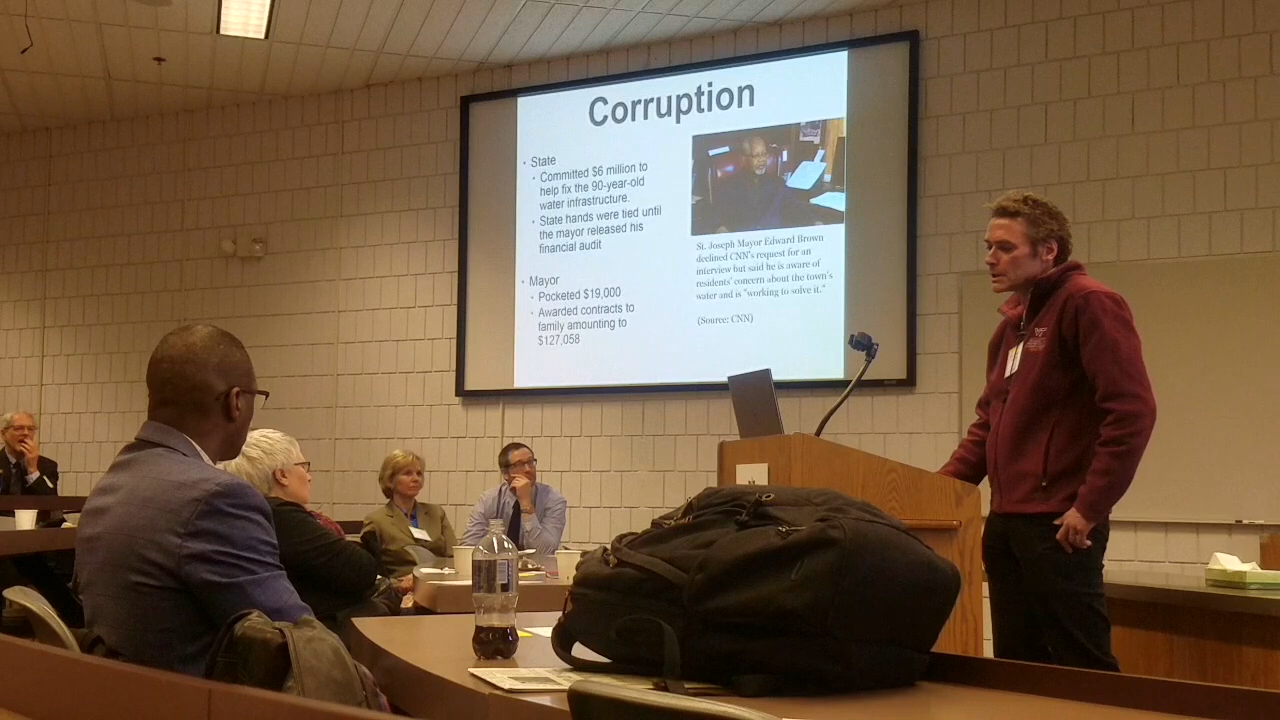 Corruption
• State
• Committed $6 million to
help fix the 90-year-old
water infrastructure.
• State hands were tied until
the mayor released his
financial audit
• Mayor
• Pocketed $19,000
• Awarded contracts to
family amounting to
$127,058
St. Joseph Mayor Edward Brown
declined CNN's request for an
interview but said he is aware of
residents' concern about the town's
water and is "working to solve it."
(Source: CNN)